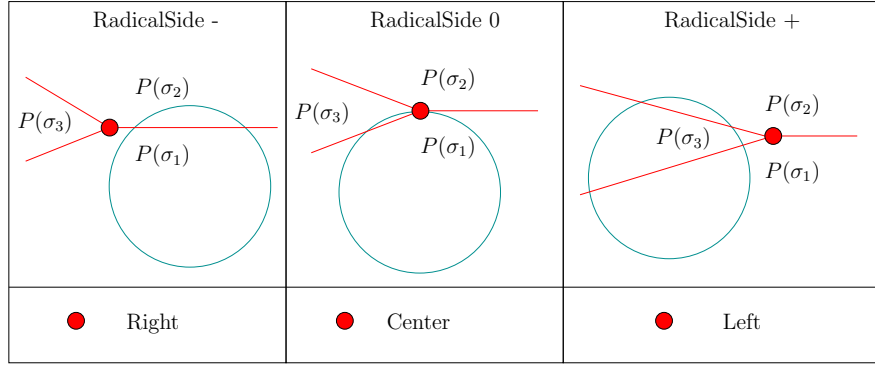 RadicalSide -
P(σ₂)
P(σ₃)
P(σ₁)
Right
RadicalSide 0
P(σ₂)
P(σ₃)
P(σ₁)
Center
RadicalSide +
P(σ₂)
P(σ₃)
P(σ₁)
Left